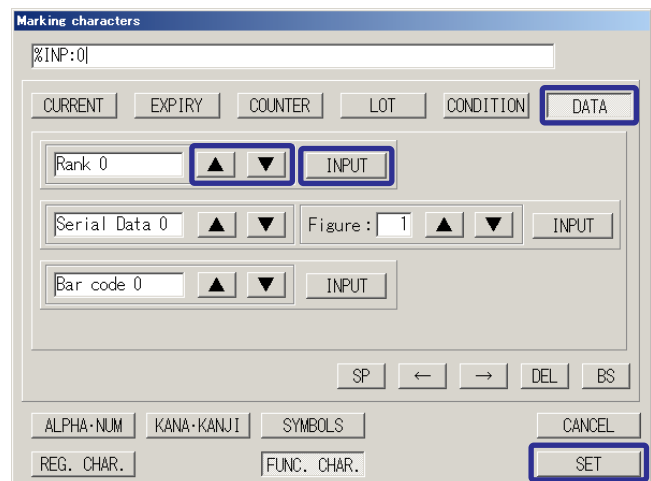 Marking characters
%INP:0
CURRENT EXPIRY COUNTER LOT CONDITION DATA
Rank 0 ▲ ▼ INPUT
Serial Data 0 ▲ ▼ Figure: 1 ▲ ▼ INPUT
Bar code 0 ▲ ▼ INPUT
SP ← → DEL BS
ALPHA·NUM KANA·KANJI SYMBOLS CANCEL
REG. CHAR. FUNC. CHAR. SET